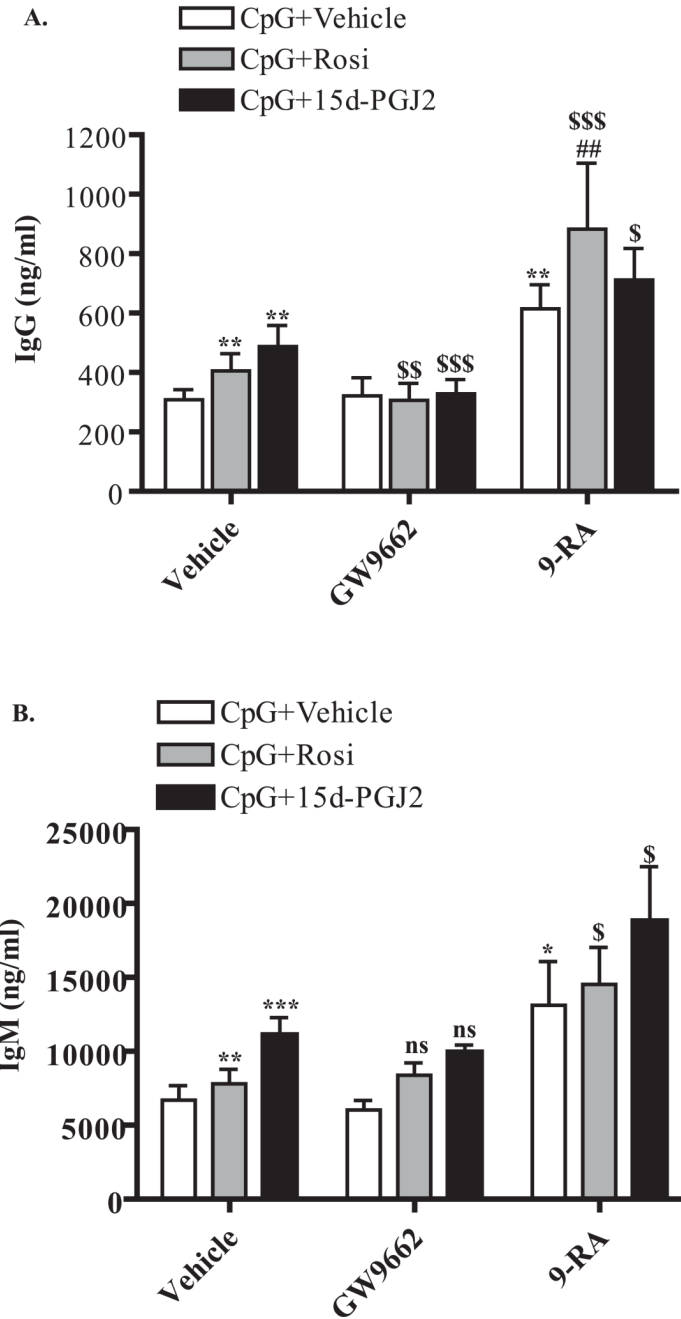 A.
CpG+Vehicle
CpG+Rosi
CpG+15d-PGJ2
IgG (ng/ml)
1200
1000
800
600
400
200
0
** ** $$ $$$ ** $$$ ## $
Vehicle GW9662 9-RA
B.
CpG+Vehicle
CpG+Rosi
CpG+15d-PGJ2
IgM (ng/ml)
25000
20000
15000
10000
5000
0
** *** ns ns * $ $
Vehicle GW9662 9-RA